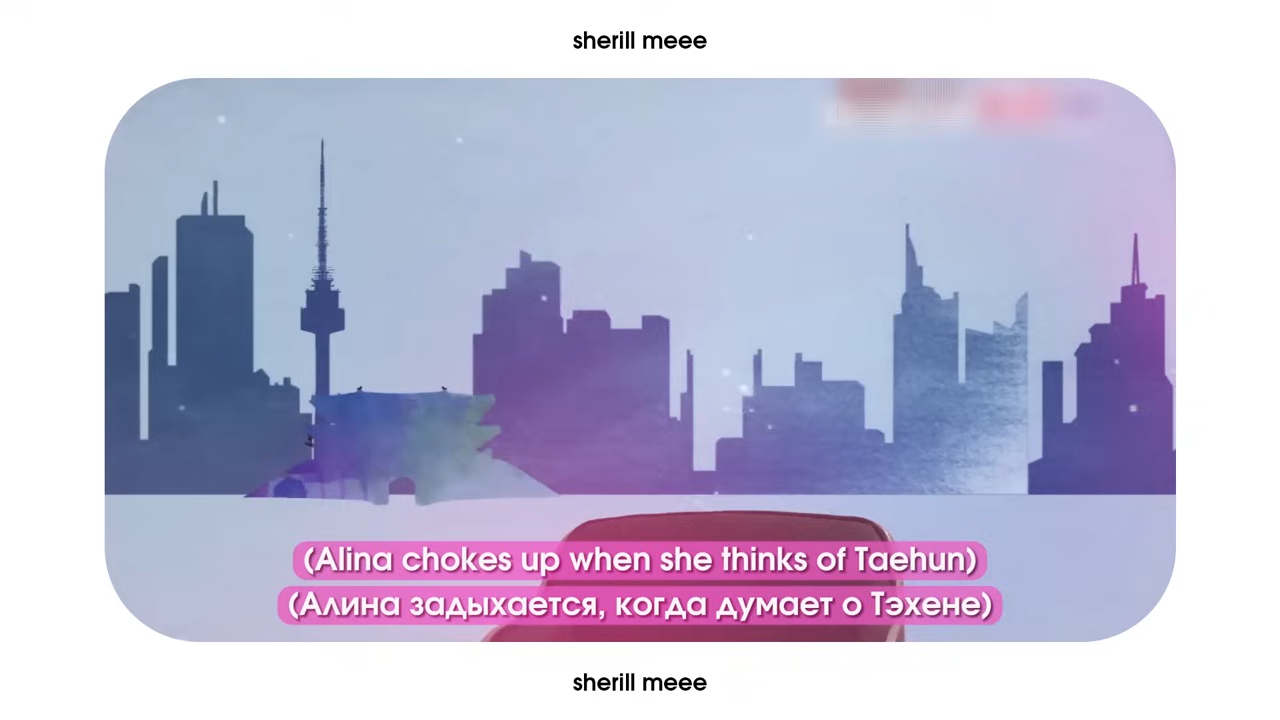 sherill meee
(Alina chokes up when she thinks of Taehun)
(Алина задыхается, когда думает о Тэхене)
sherill meee